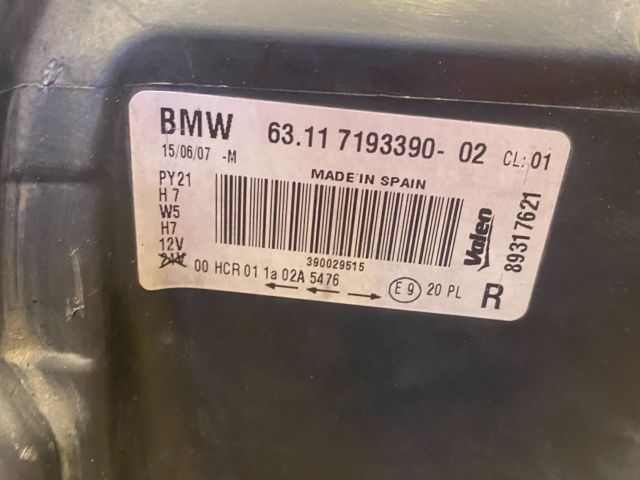 BMW 63.11 7193390- 02 CL: 01
15/06/07 -M
MADE IN SPAIN
PY21
H7
W5
H7
12V
24V
390029515
Valeo
89317621
00 HCR 01 1a 02A 5476
E9 20 PL
R